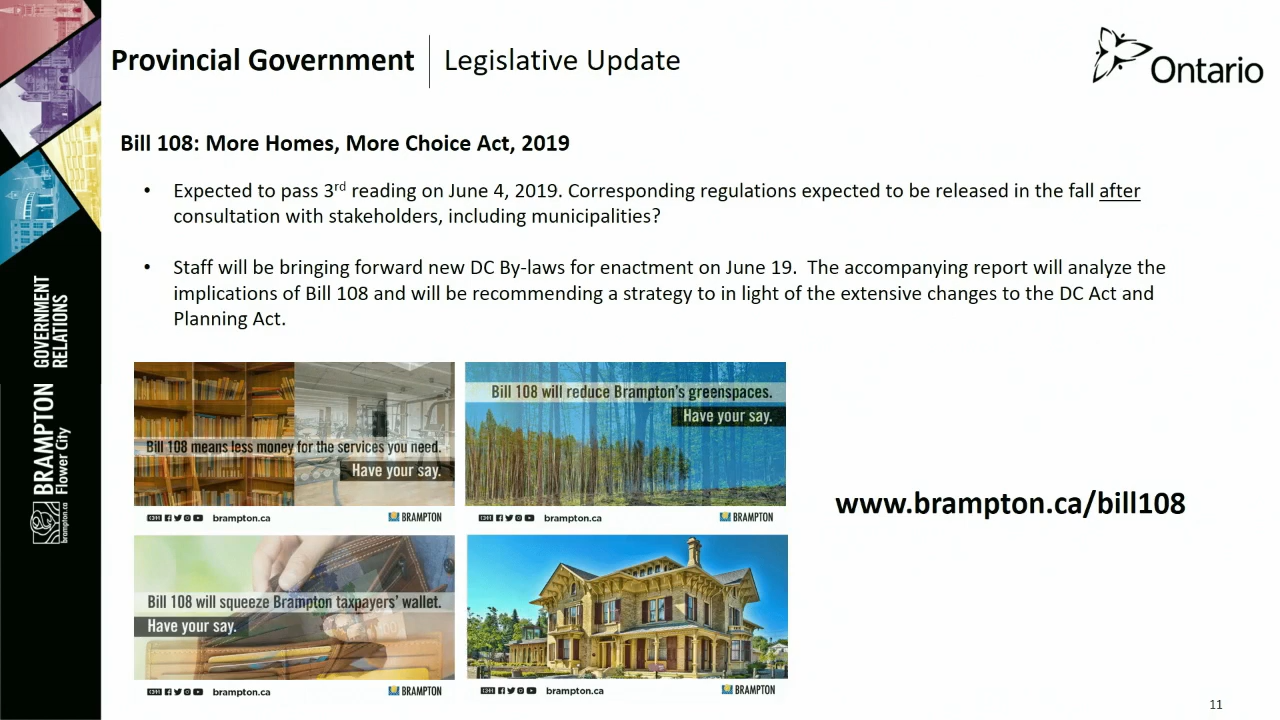 Provincial Government | Legislative Update
Ontario
Bill 108: More Homes, More Choice Act, 2019
• Expected to pass 3rd reading on June 4, 2019. Corresponding regulations expected to be released in the fall after
consultation with stakeholders, including municipalities?
• Staff will be bringing forward new DC By-laws for enactment on June 19. The accompanying report will analyze the
implications of Bill 108 and will be recommending a strategy to in light of the extensive changes to the DC Act and
Planning Act.
Bill 108 means less money for the services you need.
Have your say.
brampton.ca
BRAMPTON
Bill 108 will reduce Brampton's greenspaces.
Have your say.
brampton.ca
BRAMPTON
Bill 108 will squeeze Brampton taxpayers' wallet.
Have your say.
brampton.ca
BRAMPTON
brampton.ca
BRAMPTON
www.brampton.ca/bill108
GOVERNMENT
RELATIONS
BRAMPTON
Flower City
brampton.ca
11